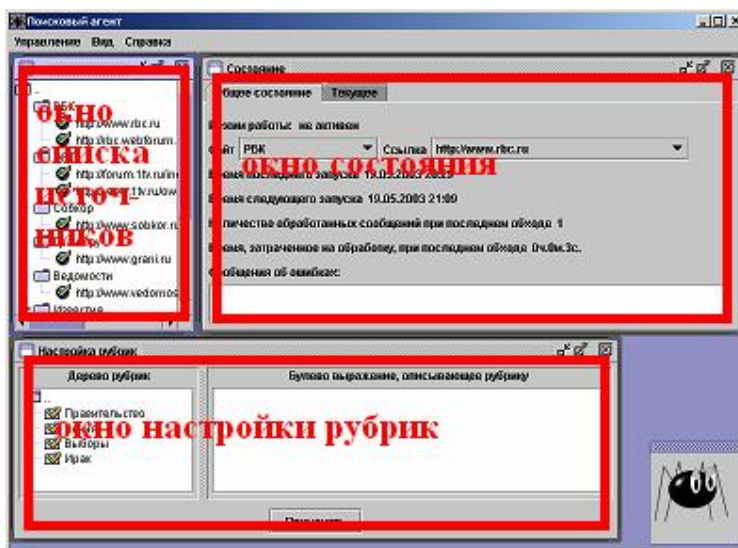 Поисковый агент
Управление Вид Справка
окно
списка
источ-
ников
http://www.rbc.ru
http://rbc.webforum.
http://forum.1tv.ru/in
Собкор
http://www.sobkor.ru
http://www.grani.ru
Ведомости
http://www.vedomos
Известия
Состояние
Общее состояние Текущее
Режим работы: не активен
Сайт РБК Ссылка http://www.rbc.ru
окно состояния
Время последнего запуска 19.05.2003
Время следующего запуска 19.05.2003 21:09
Количество обработанных сообщений при последнем обходе 1
Время, затраченное на обработку, при последнем обходе 0ч.0м.3с.
Сообщения об ошибках:
Настройка рубрик
Дерево рубрик Булево выражение, описывающее рубрику
Правительство
окно настройки рубрик
Выборы
Ирак